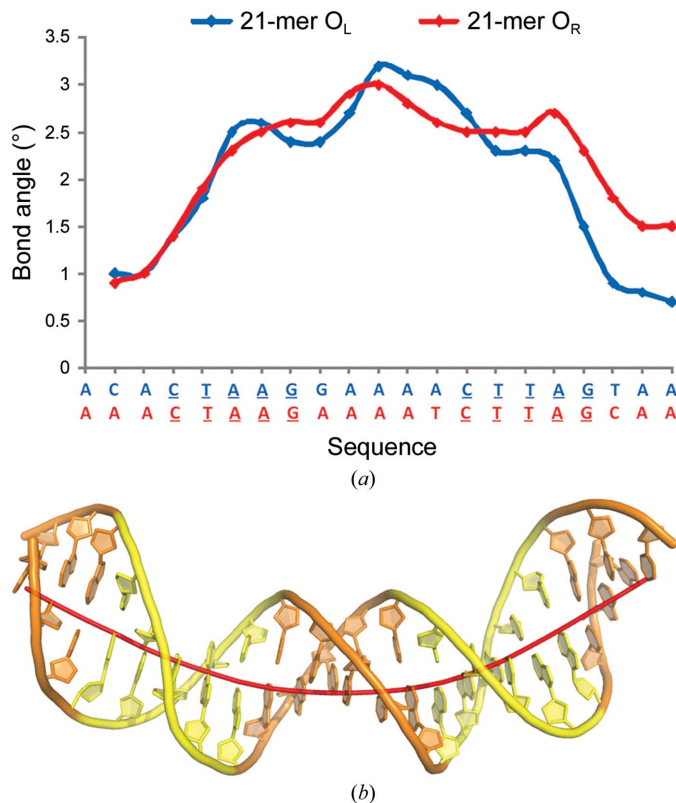 21-mer OL 21-mer OR
3.5
3
2.5
2
1.5
1
0.5
0
Bond angle (°)
A C A C T A A G G A A A A C T T A G T A A
A A A C T A A G A A A A T C T T A G C A A
Sequence
(a)
(b)